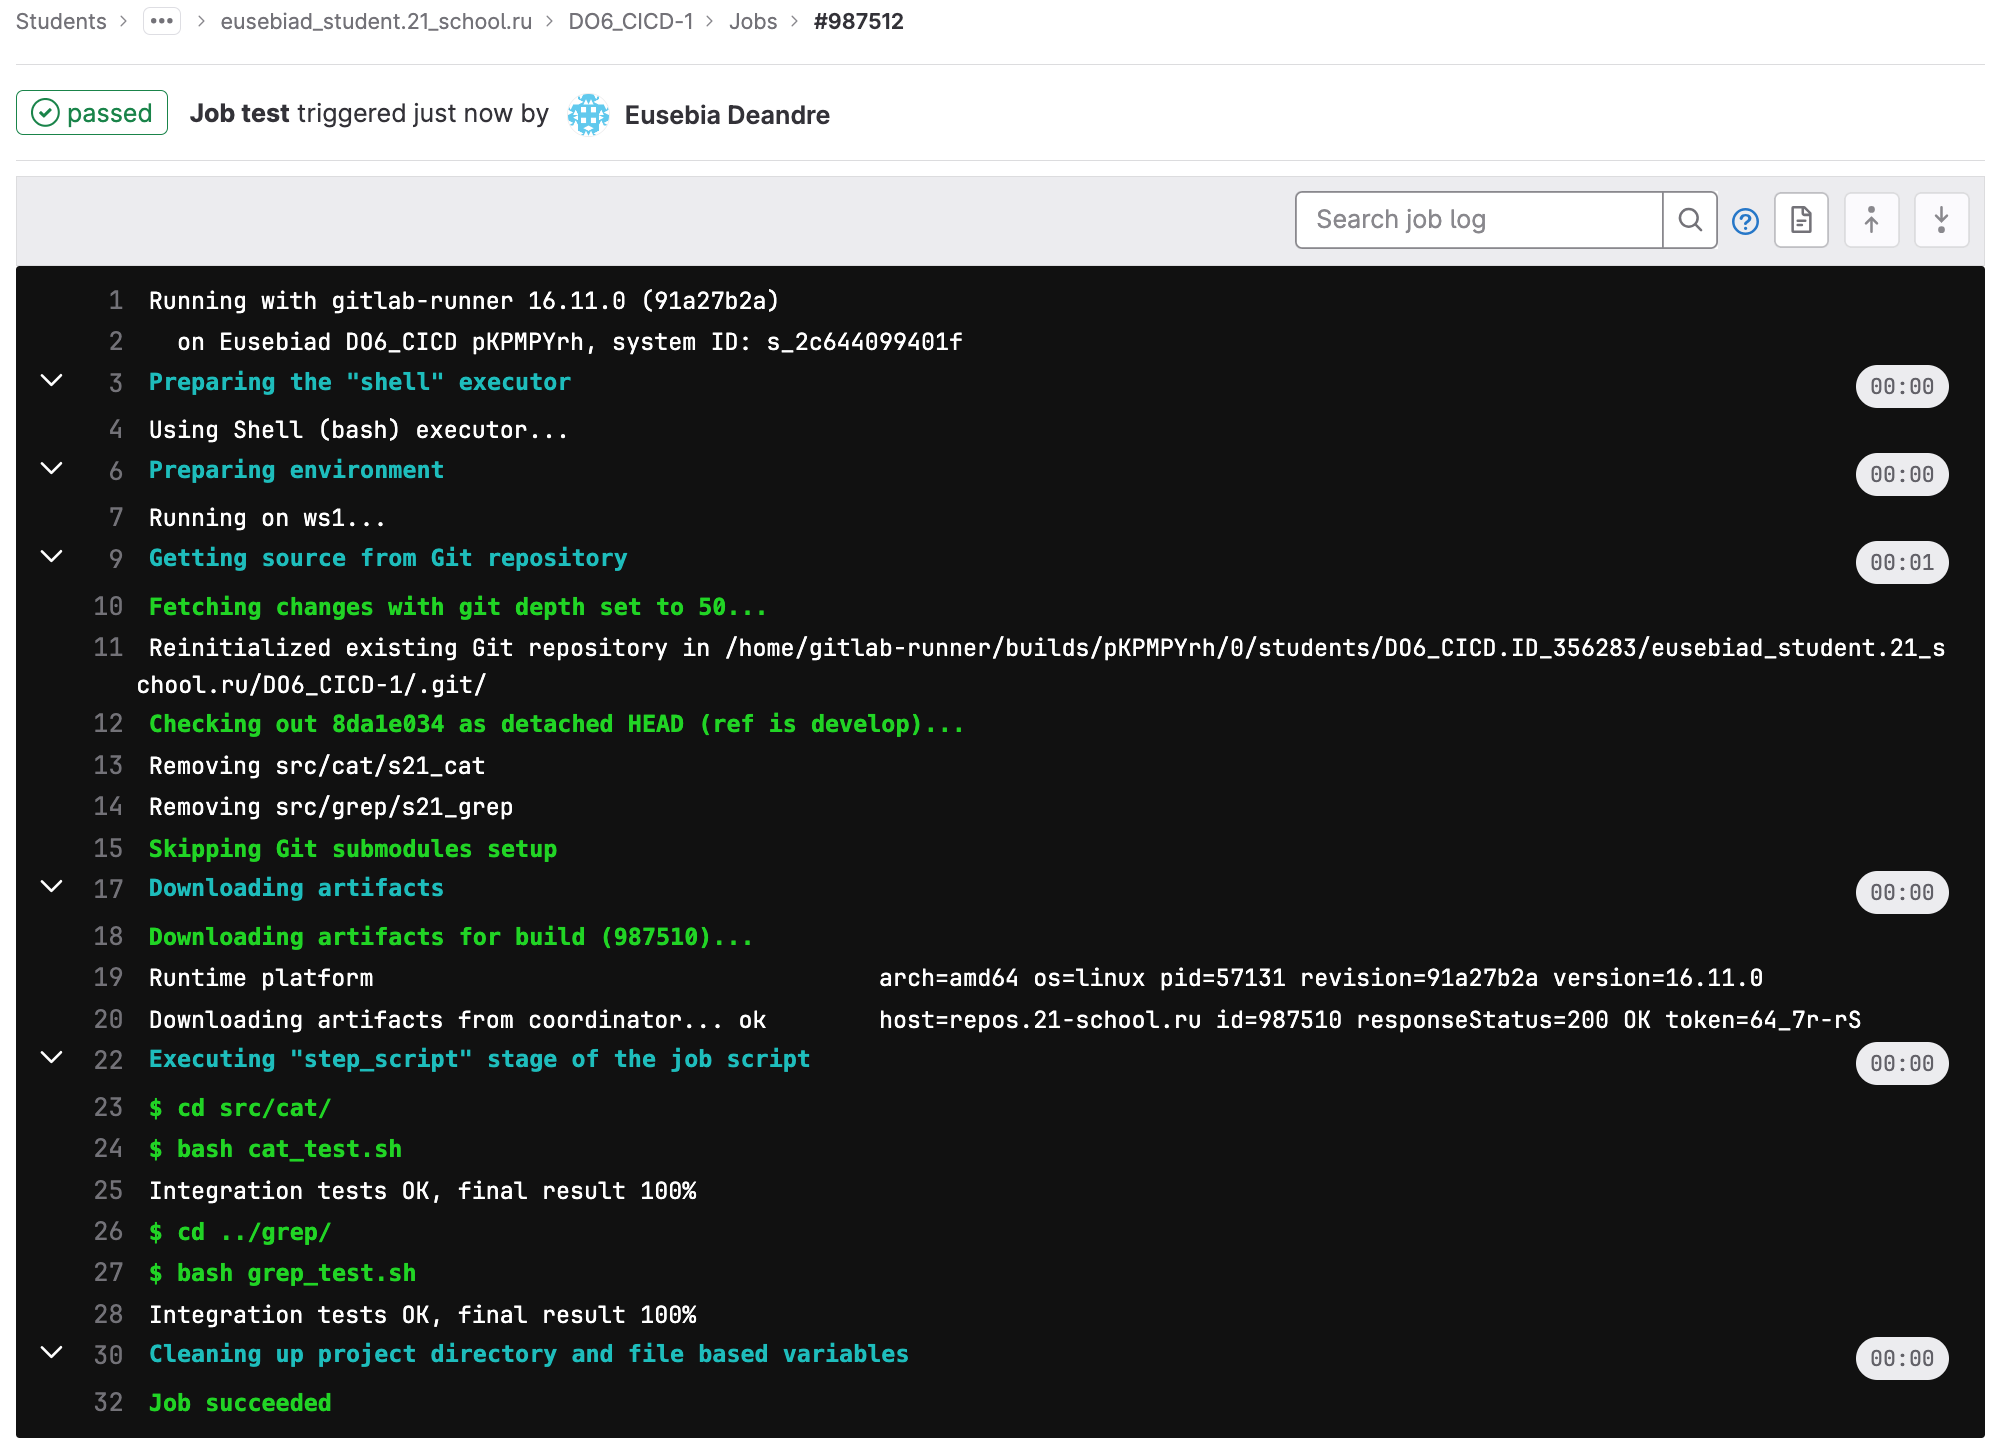 Students > ••• > eusebiad_student.21_school.ru > DO6_CICD-1 > Jobs > #987512
passed Job test triggered just now by Eusebia Deandre
Search job log
1 Running with gitlab-runner 16.11.0 (91a27b2a)
2 on Eusebiad DO6_CICD pKPMPYrh, system ID: s_2c644099401f
3 Preparing the "shell" executor 00:00
4 Using Shell (bash) executor...
6 Preparing environment 00:00
7 Running on ws1...
9 Getting source from Git repository 00:01
10 Fetching changes with git depth set to 50...
11 Reinitialized existing Git repository in /home/gitlab-runner/builds/pKPMPYrh/0/students/DO6_CICD.ID_356283/eusebiad_student.21_s
chool.ru/DO6_CICD-1/.git/
12 Checking out 8da1e034 as detached HEAD (ref is develop)...
13 Removing src/cat/s21_cat
14 Removing src/grep/s21_grep
15 Skipping Git submodules setup
17 Downloading artifacts 00:00
18 Downloading artifacts for build (987510)...
19 Runtime platform arch=amd64 os=linux pid=57131 revision=91a27b2a version=16.11.0
20 Downloading artifacts from coordinator... ok host=repos.21-school.ru id=987510 responseStatus=200 OK token=64_7r-rS
22 Executing "step_script" stage of the job script 00:00
23 $ cd src/cat/
24 $ bash cat_test.sh
25 Integration tests OK, final result 100%
26 $ cd ../grep/
27 $ bash grep_test.sh
28 Integration tests OK, final result 100%
30 Cleaning up project directory and file based variables 00:00
32 Job succeeded